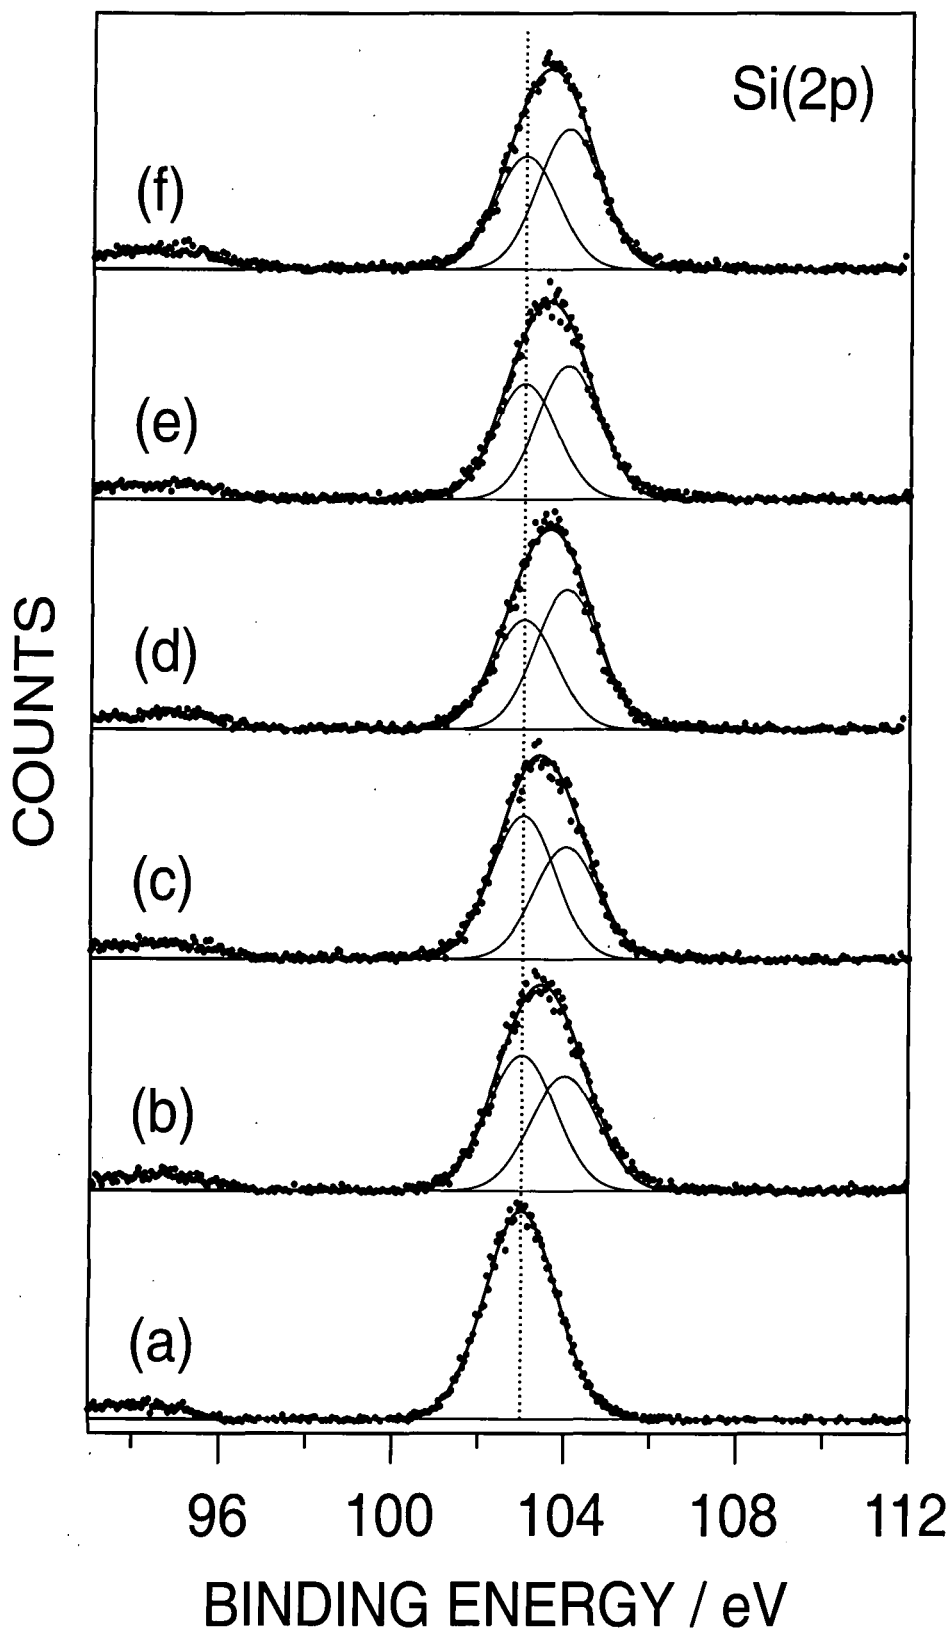 Si(2p)
(f)
(e)
(d)
(c)
(b)
(a)
COUNTS
96 100 104 108 112
BINDING ENERGY / eV